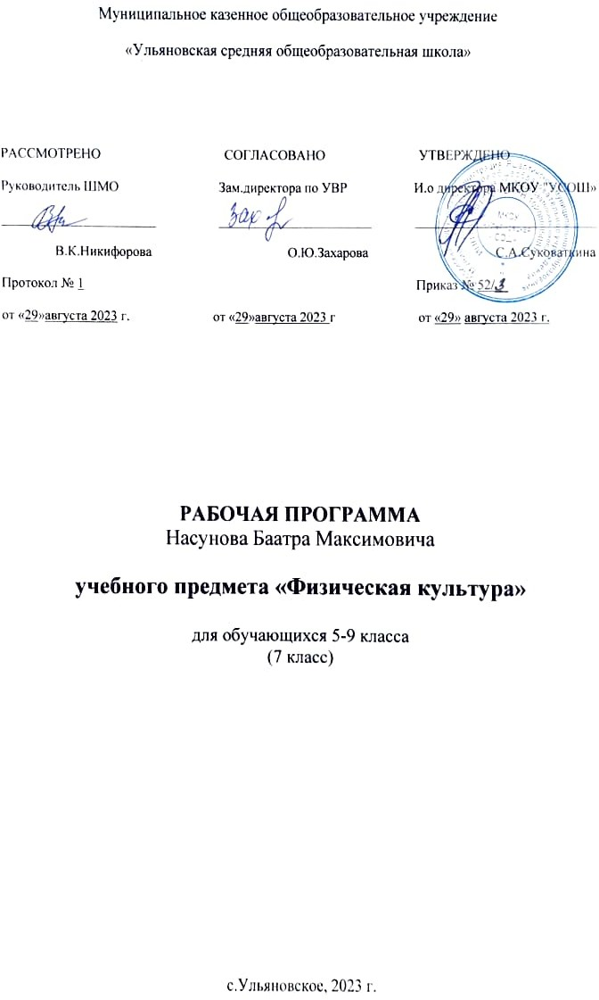 Муниципальное казенное общеобразовательное учреждение
«Ульяновская средняя общеобразовательная школа»
РАССМОТРЕНО СОГЛАСОВАНО УТВЕРЖДЕНО
Руководитель ШМО Зам.директора по УВР И.о директора МКОУ "УСОШ»
В.К.Никифорова О.Ю.Захарова С.А.Суковаткина
Протокол № 1 Приказ № 52/3
от «29»августа 2023 г. от «29»августа 2023 г от «29» августа 2023 г.
РАБОЧАЯ ПРОГРАММА
Насунова Баатра Максимовича
учебного предмета «Физическая культура»
для обучающихся 5-9 класса
(7 класс)
с.Ульяновское, 2023 г.